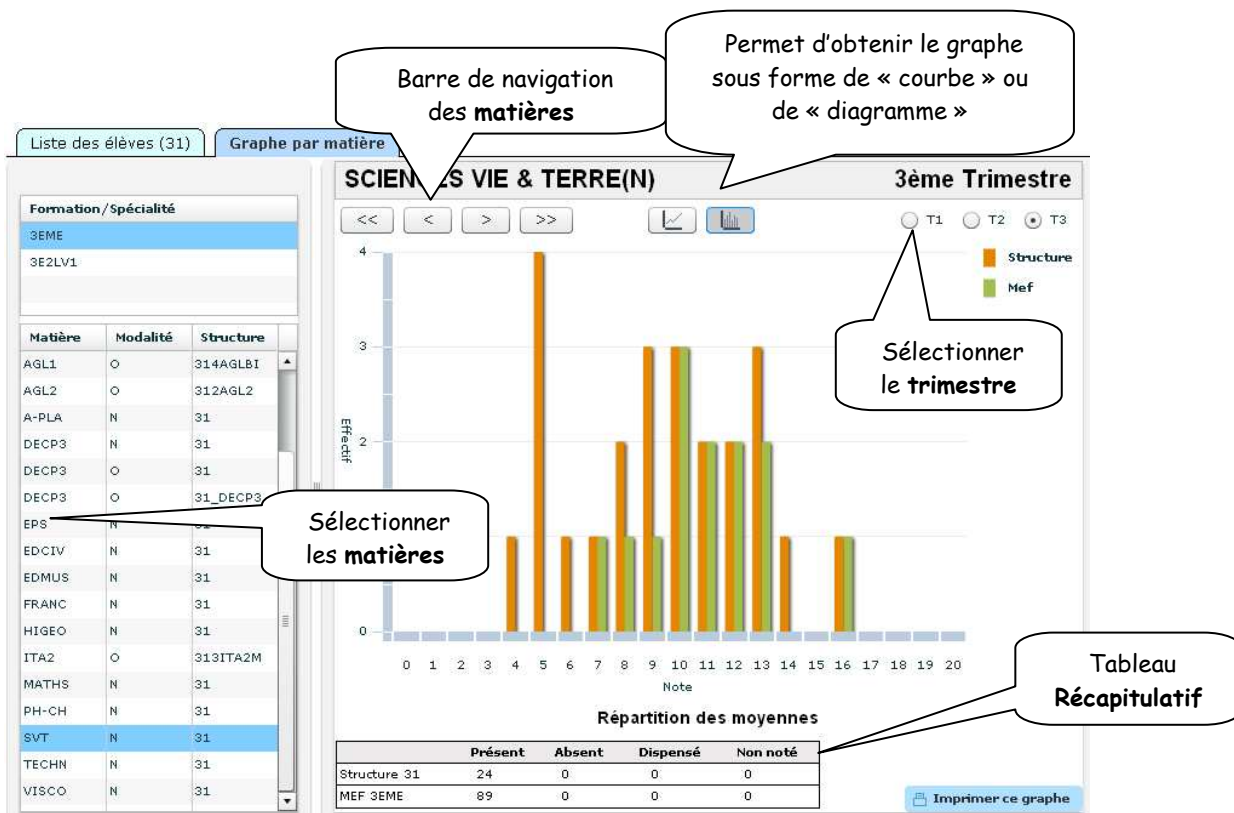 Permet d'obtenir le graphe
sous forme de « courbe » ou
de « diagramme »
Barre de navigation
des matières
Liste des élèves (31)
Graphe par matière
SCIEN ES VIE & TERRE(N)
3ème Trimestre
Formation/Spécialité
3EME
3E2LV1
<< < > >>
T1 T2 T3
Structure
Mef
Sélectionner
le trimestre
Matière Modalité Structure
AGL1 O 314AGLBI
AGL2 O 312AGL2
A-PLA N 31
DECP3 N 31
DECP3 O 31
DECP3 O 31_DECP3
EPS N 31
EDCIV N 31
EDMUS N 31
FRANC N 31
HIGEO N 31
ITA2 O 313ITA2M
MATHS N 31
PH-CH N 31
SVT N 31
TECHN N 31
VISCO N 31
Sélectionner
les matières
4
3
2
0
Effectif
0 1 2 3 4 5 6 7 8 9 10 11 12 13 14 15 16 17 18 19 20
Note
Tableau
Récapitulatif
Répartition des moyennes
Présent Absent Dispensé Non noté
Structure 31 24 0 0 0
MEF 3EME 89 0 0 0
Imprimer ce graphe